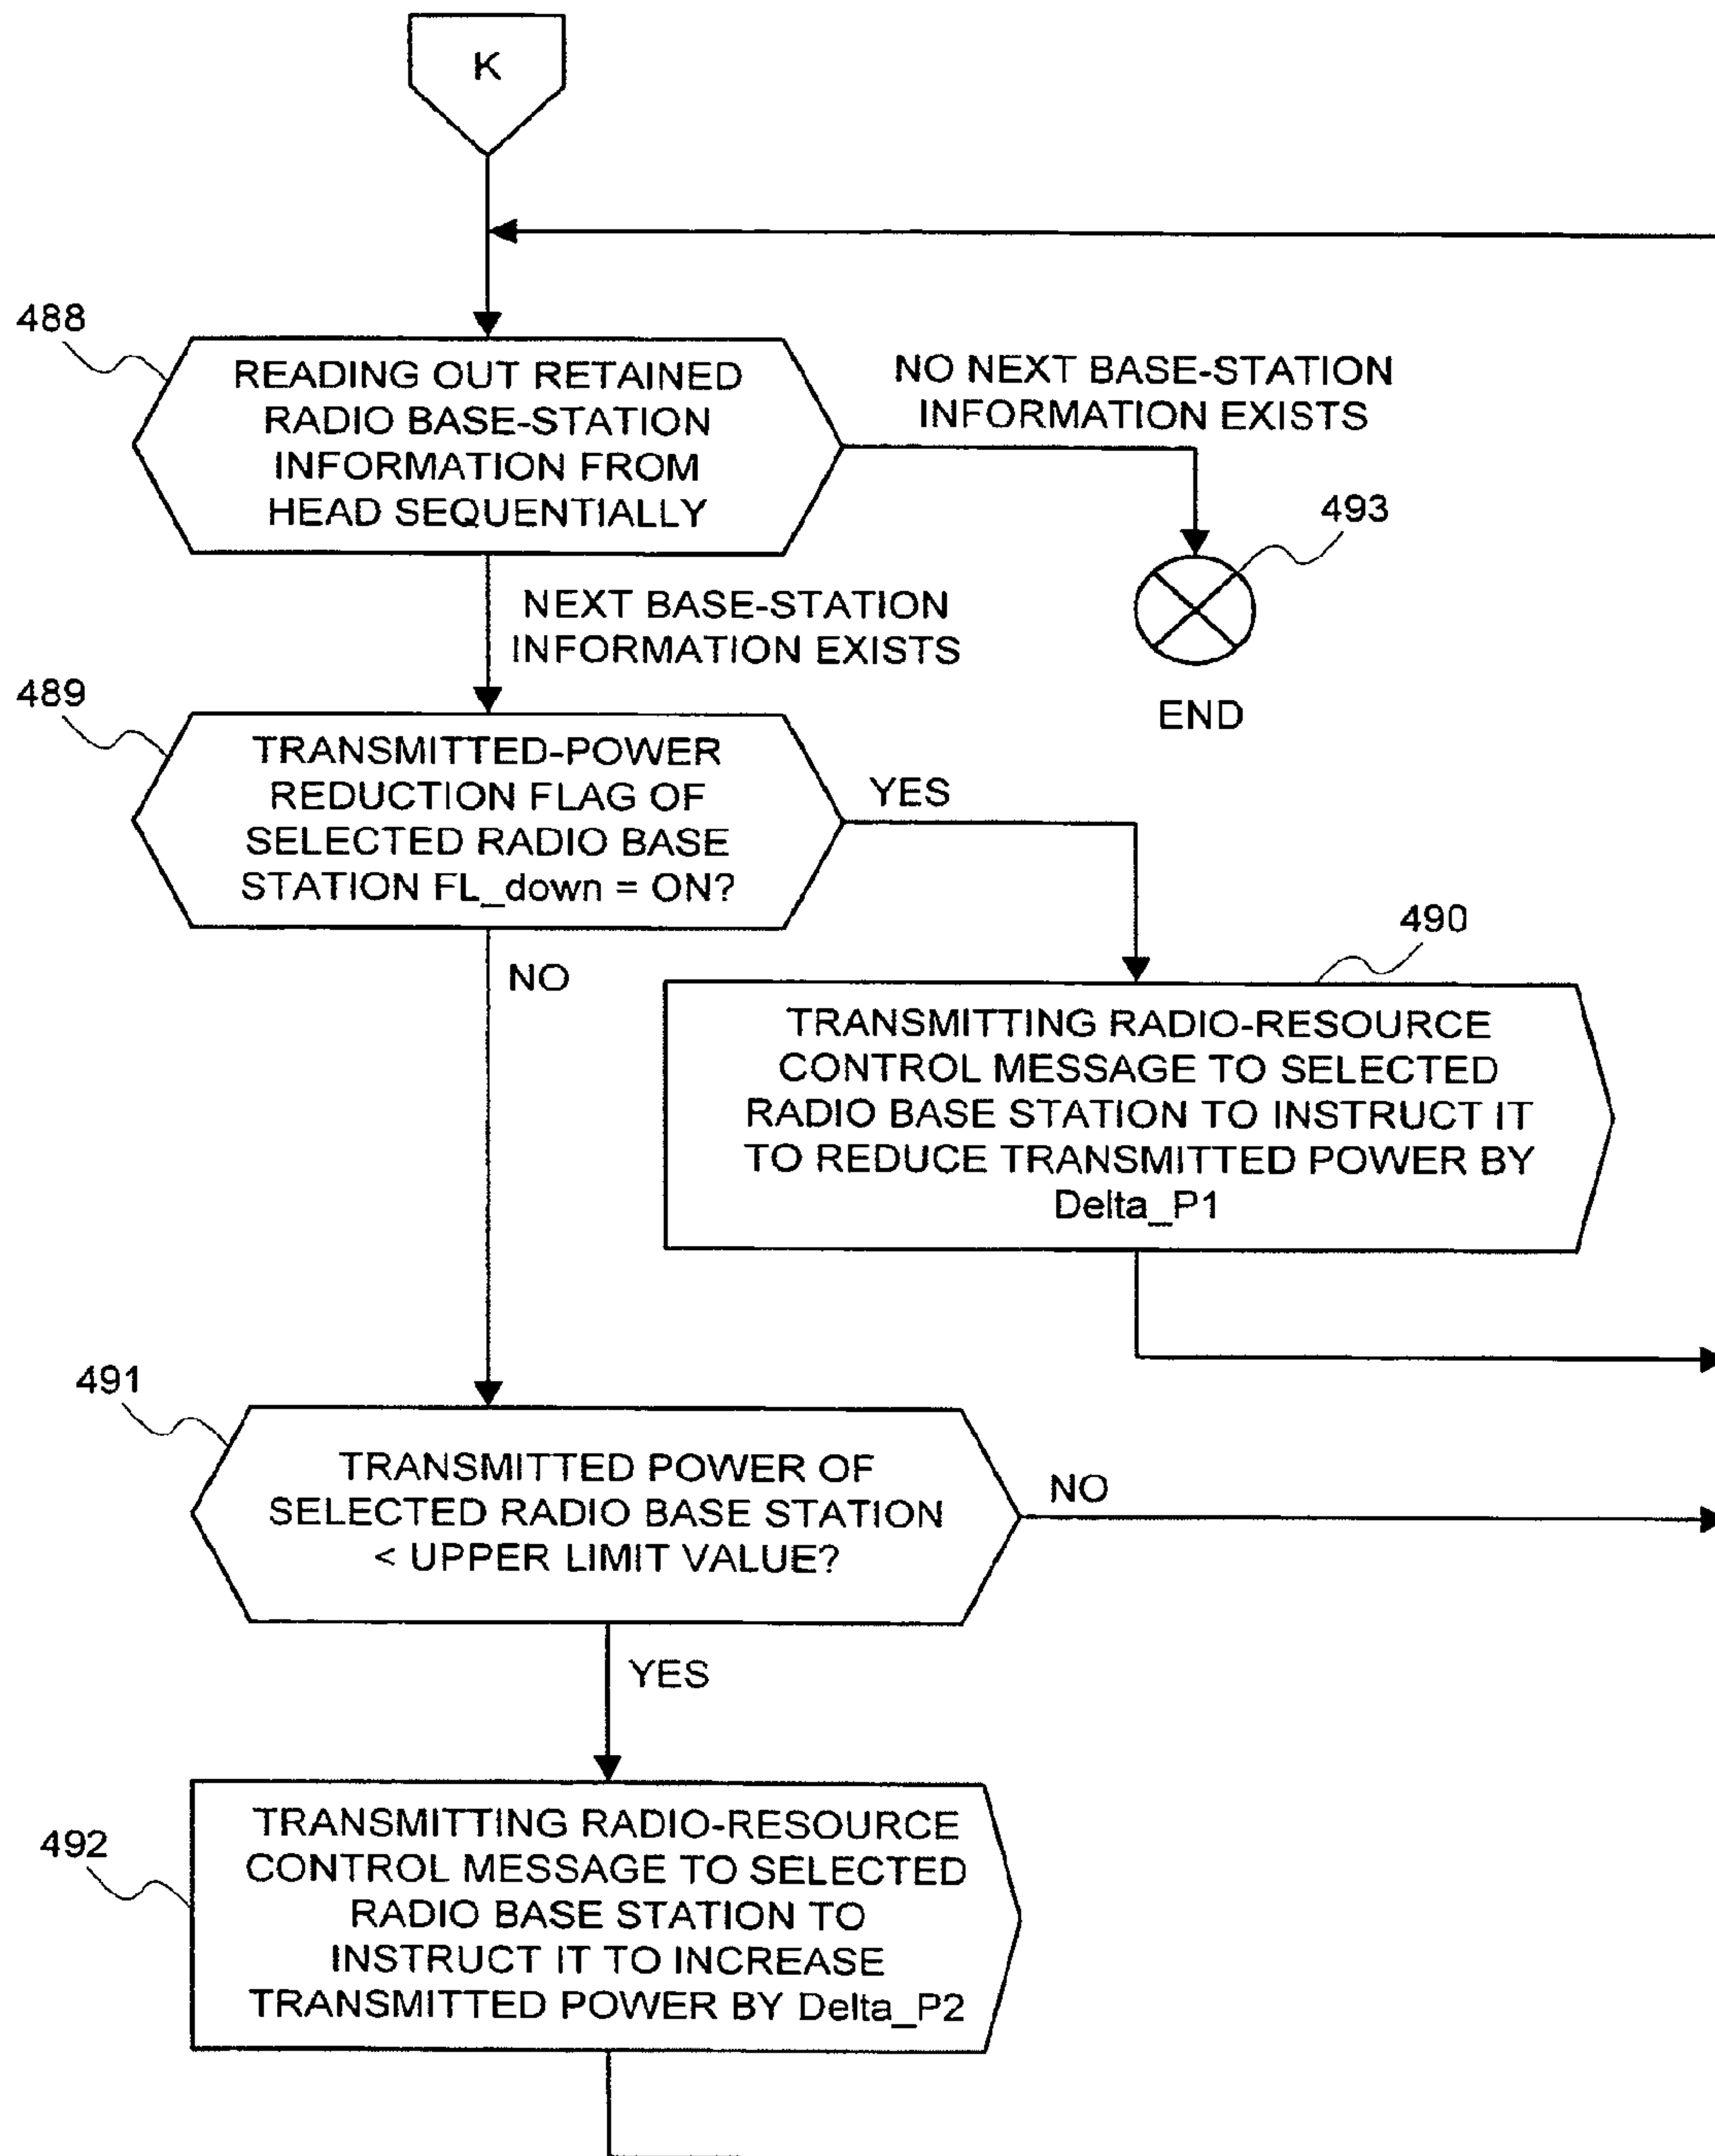 K
488
READING OUT RETAINED
RADIO BASE-STATION
INFORMATION FROM
HEAD SEQUENTIALLY
NO NEXT BASE-STATION
INFORMATION EXISTS
493
END
NEXT BASE-STATION
INFORMATION EXISTS
489
TRANSMITTED-POWER
REDUCTION FLAG OF
SELECTED RADIO BASE
STATION FL_down = ON?
YES
NO
490
TRANSMITTING RADIO-RESOURCE
CONTROL MESSAGE TO SELECTED
RADIO BASE STATION TO INSTRUCT IT
TO REDUCE TRANSMITTED POWER BY
Delta_P1
491
TRANSMITTED POWER OF
SELECTED RADIO BASE STATION
< UPPER LIMIT VALUE?
NO
YES
492
TRANSMITTING RADIO-RESOURCE
CONTROL MESSAGE TO SELECTED
RADIO BASE STATION TO
INSTRUCT IT TO INCREASE
TRANSMITTED POWER BY Delta_P2